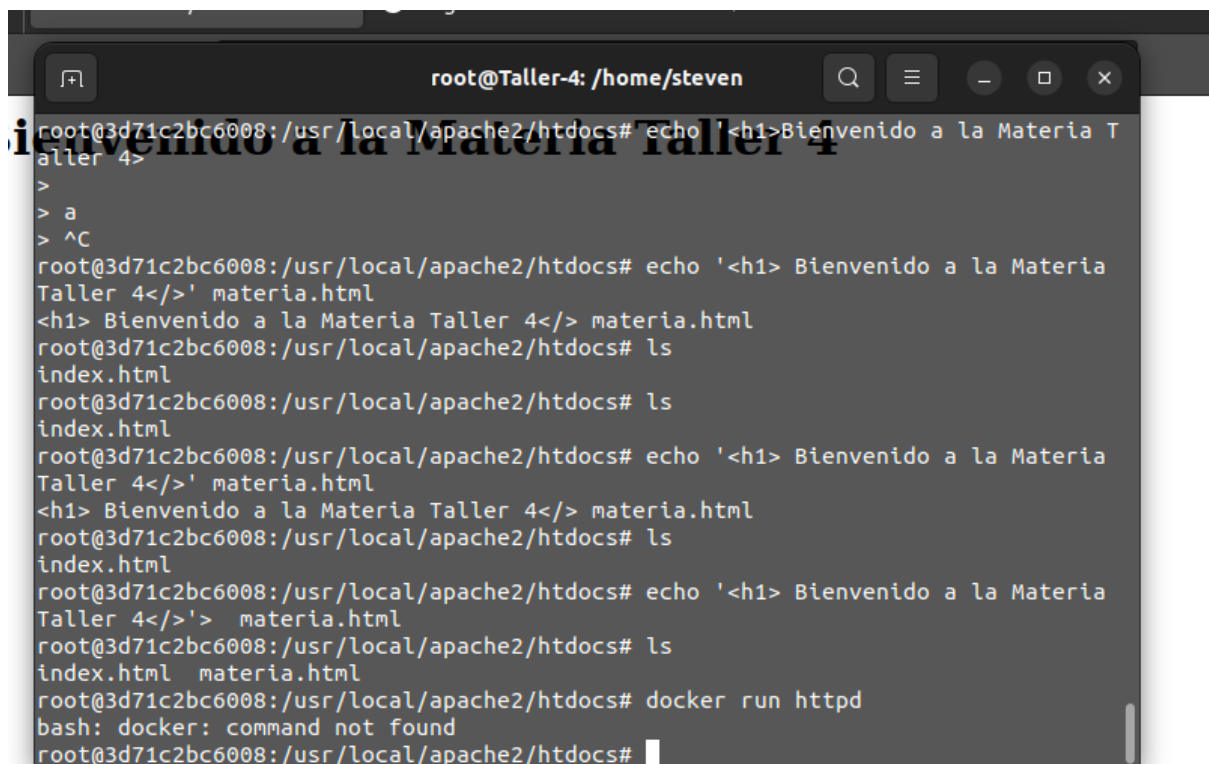 root@Taller-4: /home/steven
ienvenido a la Materia Taller 4
root@3d71c2bc6008:/usr/local/apache2/htdocs# echo '<h1>Bienvenido a la Materia T
aller 4>
>
> a
> ^C
root@3d71c2bc6008:/usr/local/apache2/htdocs# echo '<h1> Bienvenido a la Materia
Taller 4</>' materia.html
<h1> Bienvenido a la Materia Taller 4</> materia.html
root@3d71c2bc6008:/usr/local/apache2/htdocs# ls
index.html
root@3d71c2bc6008:/usr/local/apache2/htdocs# ls
index.html
root@3d71c2bc6008:/usr/local/apache2/htdocs# echo '<h1> Bienvenido a la Materia
Taller 4</>' materia.html
<h1> Bienvenido a la Materia Taller 4</> materia.html
root@3d71c2bc6008:/usr/local/apache2/htdocs# ls
index.html
root@3d71c2bc6008:/usr/local/apache2/htdocs# echo '<h1> Bienvenido a la Materia
Taller 4</>'>  materia.html
root@3d71c2bc6008:/usr/local/apache2/htdocs# ls
index.html  materia.html
root@3d71c2bc6008:/usr/local/apache2/htdocs# docker run httpd
bash: docker: command not found
root@3d71c2bc6008:/usr/local/apache2/htdocs#